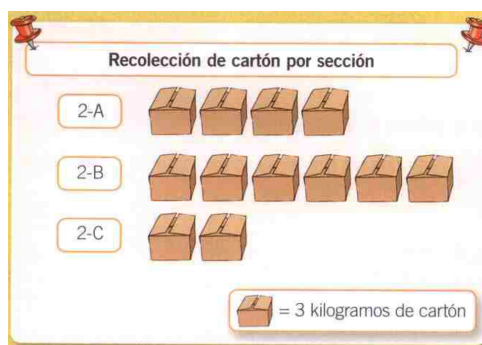 Recolección de cartón por sección
2-A
2-B
2-C
= 3 kilogramos de cartón